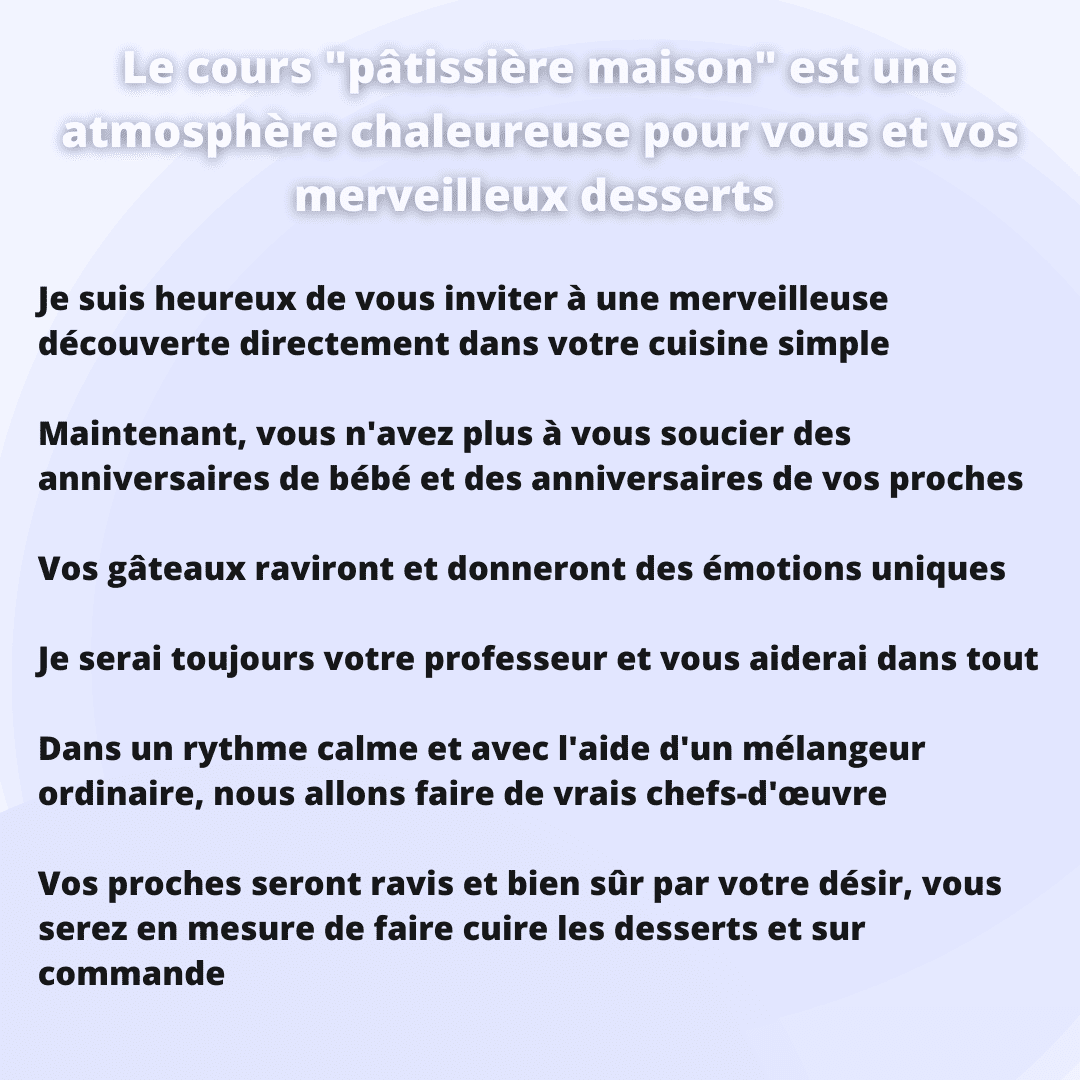 Le cours "pâtissière maison" est une
atmosphère chaleureuse pour vous et vos
merveilleux desserts
Je suis heureux de vous inviter à une merveilleuse
découverte directement dans votre cuisine simple
Maintenant, vous n'avez plus à vous soucier des
anniversaires de bébé et des anniversaires de vos proches
Vos gâteaux raviront et donneront des émotions uniques
Je serai toujours votre professeur et vous aiderai dans tout
Dans un rythme calme et avec l'aide d'un mélangeur
ordinaire, nous allons faire de vrais chefs-d'œuvre
Vos proches seront ravis et bien sûr par votre désir, vous
serez en mesure de faire cuire les desserts et sur
commande